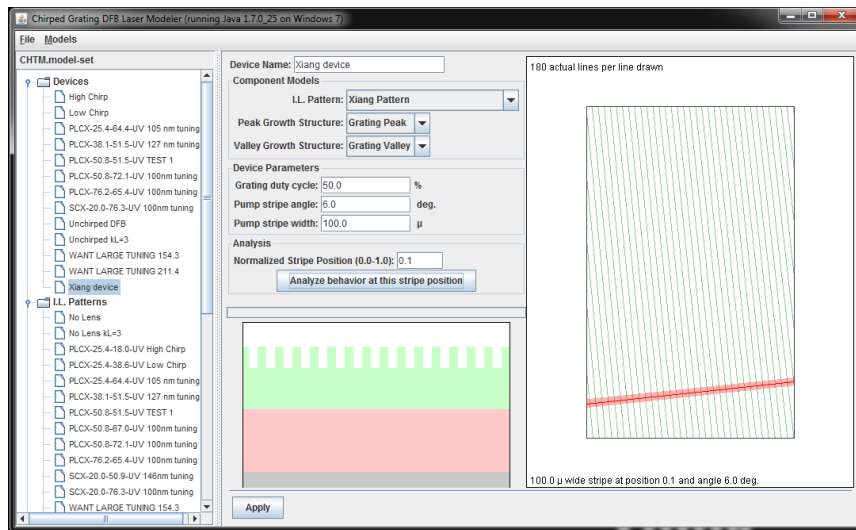 Chirped Grating DFB Laser Modeler (running Java 1.7.0_25 on Windows 7)
File Models
CHTM.model-set
Devices
High Chirp
Low Chirp
PLCX-25.4-64.4-UV 105 nm tuning
PLCX-38.1-51.5-UV 127 nm tuning
PLCX-50.8-51.5-UV TEST 1
PLCX-50.8-72.1-UV 100nm tuning
PLCX-76.2-65.4-UV 100nm tuning
SCX-20.0-76.3-UV 100nm tuning
Unchirped DFB
Unchirped kL=3
WANT LARGE TUNING 154.3
WANT LARGE TUNING 211.4
Xiang device
I.L. Patterns
No Lens
No Lens kL=3
PLCX-25.4-18.0-UV High Chirp
PLCX-25.4-38.6-UV Low Chirp
PLCX-25.4-64.4-UV 105 nm tuning
PLCX-38.1-51.5-UV 127 nm tuning
PLCX-50.8-51.5-UV TEST 1
PLCX-50.8-67.0-UV 100nm tuning
PLCX-50.8-72.1-UV 100nm tuning
PLCX-76.2-65.4-UV 100nm tuning
SCX-20.0-50.9-UV 146nm tuning
SCX-20.0-76.3-UV 100nm tuning
WANT LARGE TUNING 154.3
Device Name: Xiang device
Component Models
I.L. Pattern: Xiang Pattern
Peak Growth Structure: Grating Peak
Valley Growth Structure: Grating Valley
Device Parameters
Grating duty cycle: 50.0 %
Pump stripe angle: 6.0 deg.
Pump stripe width: 100.0 μ
Analysis
Normalized Stripe Position (0.0-1.0): 0.1
Analyze behavior at this stripe position
Apply
180 actual lines per line drawn
100.0 μ wide stripe at position 0.1 and angle 6.0 deg.